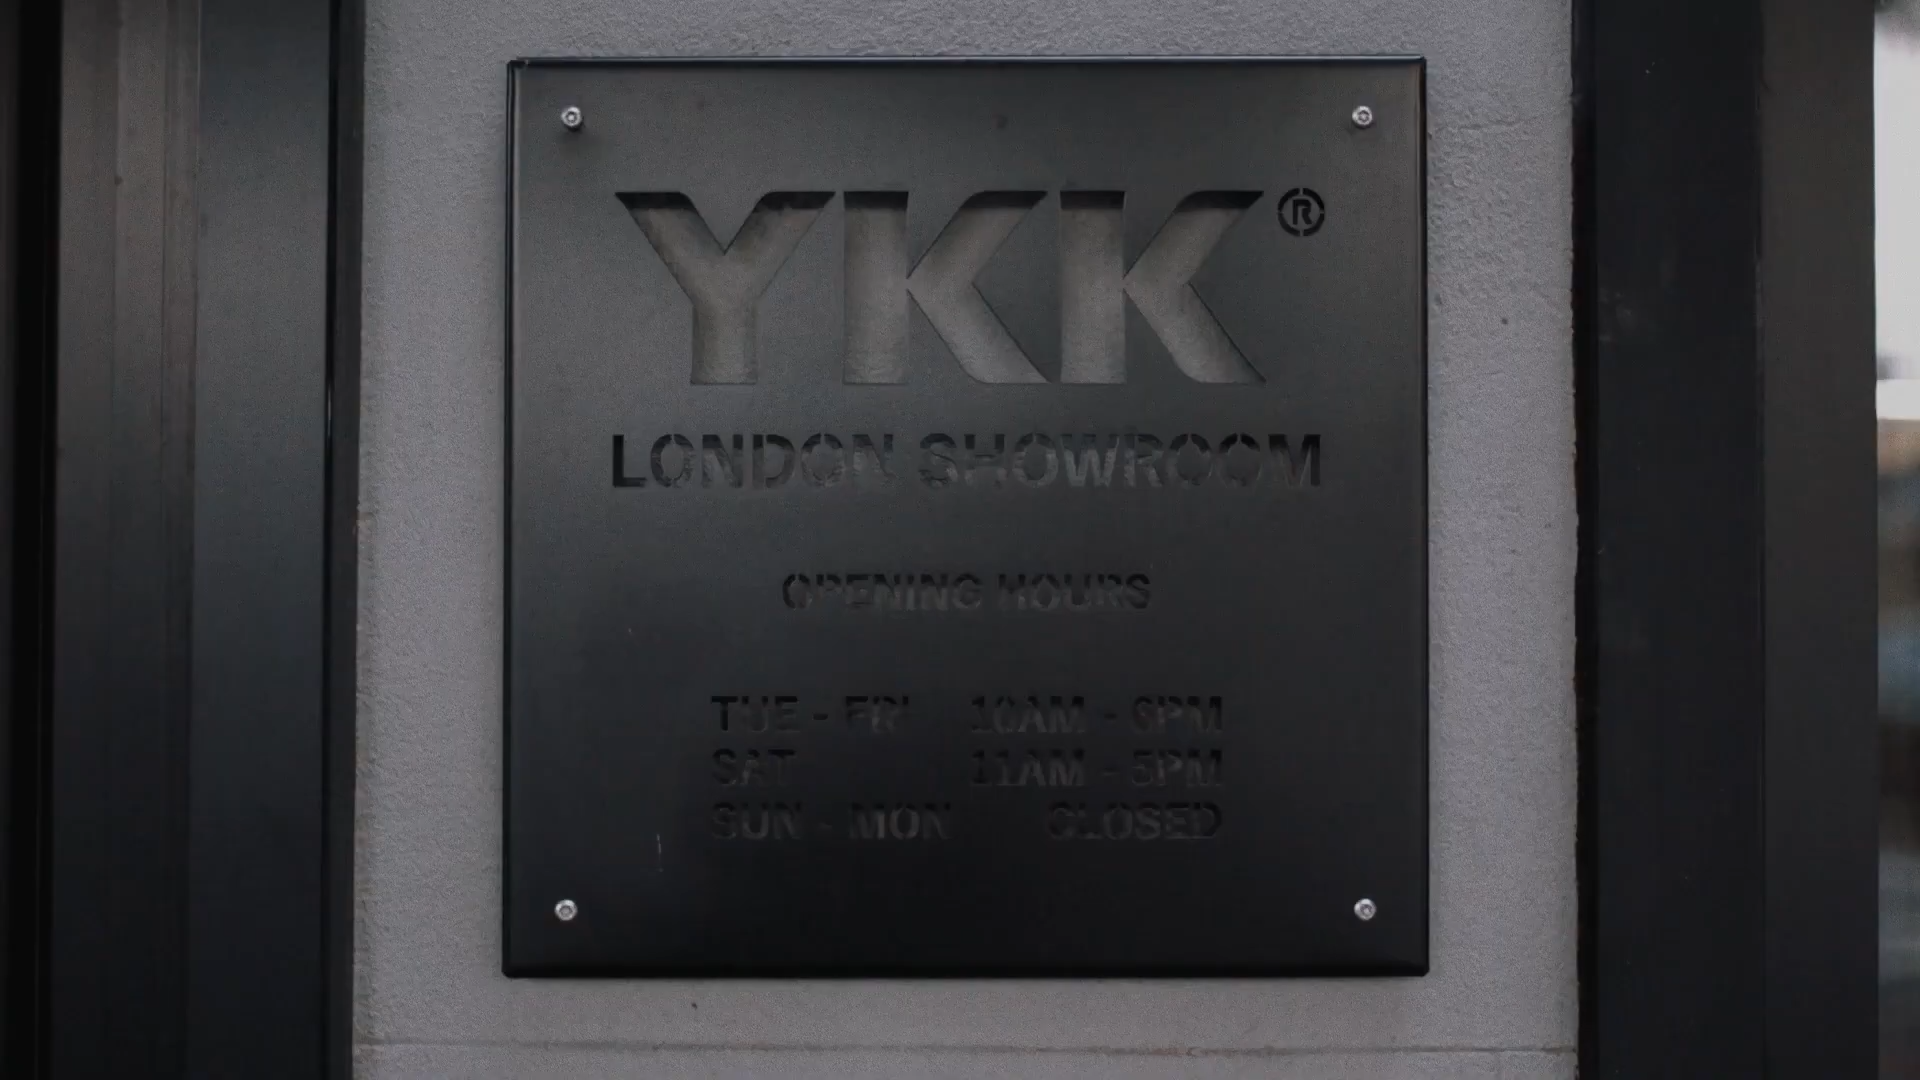 YKK®
LONDON SHOWROOM
OPENING HOURS
TUE - FRI 10AM - 6PM
SAT 11AM - 5PM
SUN - MON CLOSED